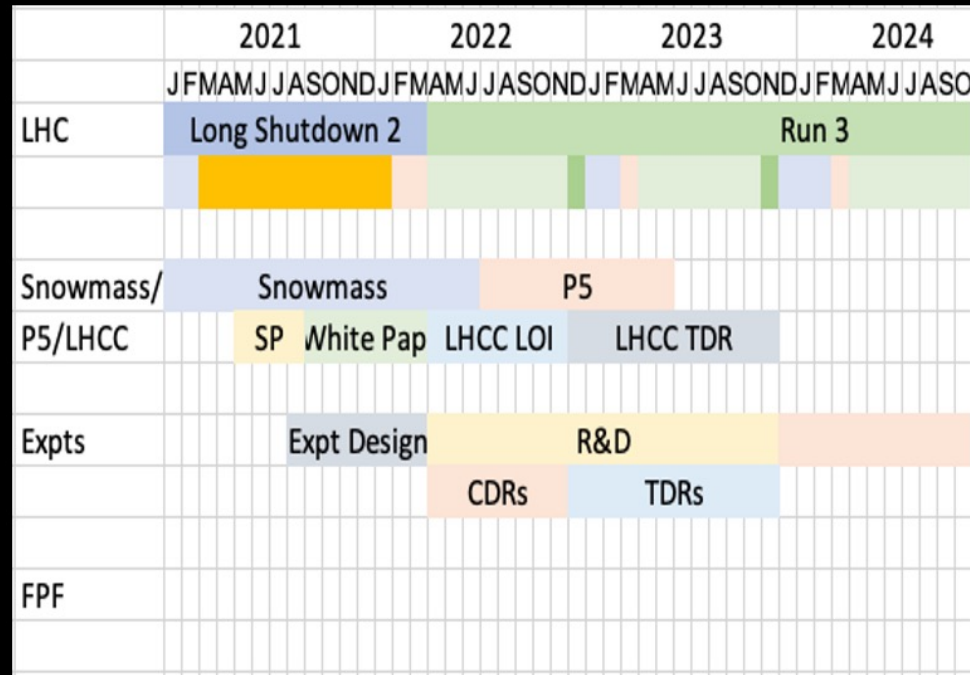 2021 2022 2023 2024
JFMAMJJASONDJFMAMJJASONDJFMAMJJASONDJFMAMJJASO
LHC Long Shutdown 2 Run 3
Snowmass/ Snowmass P5
P5/LHCC SP White Pap LHCC LOI LHCC TDR
Expts Expt Design R&D
CDRs TDRs
FPF